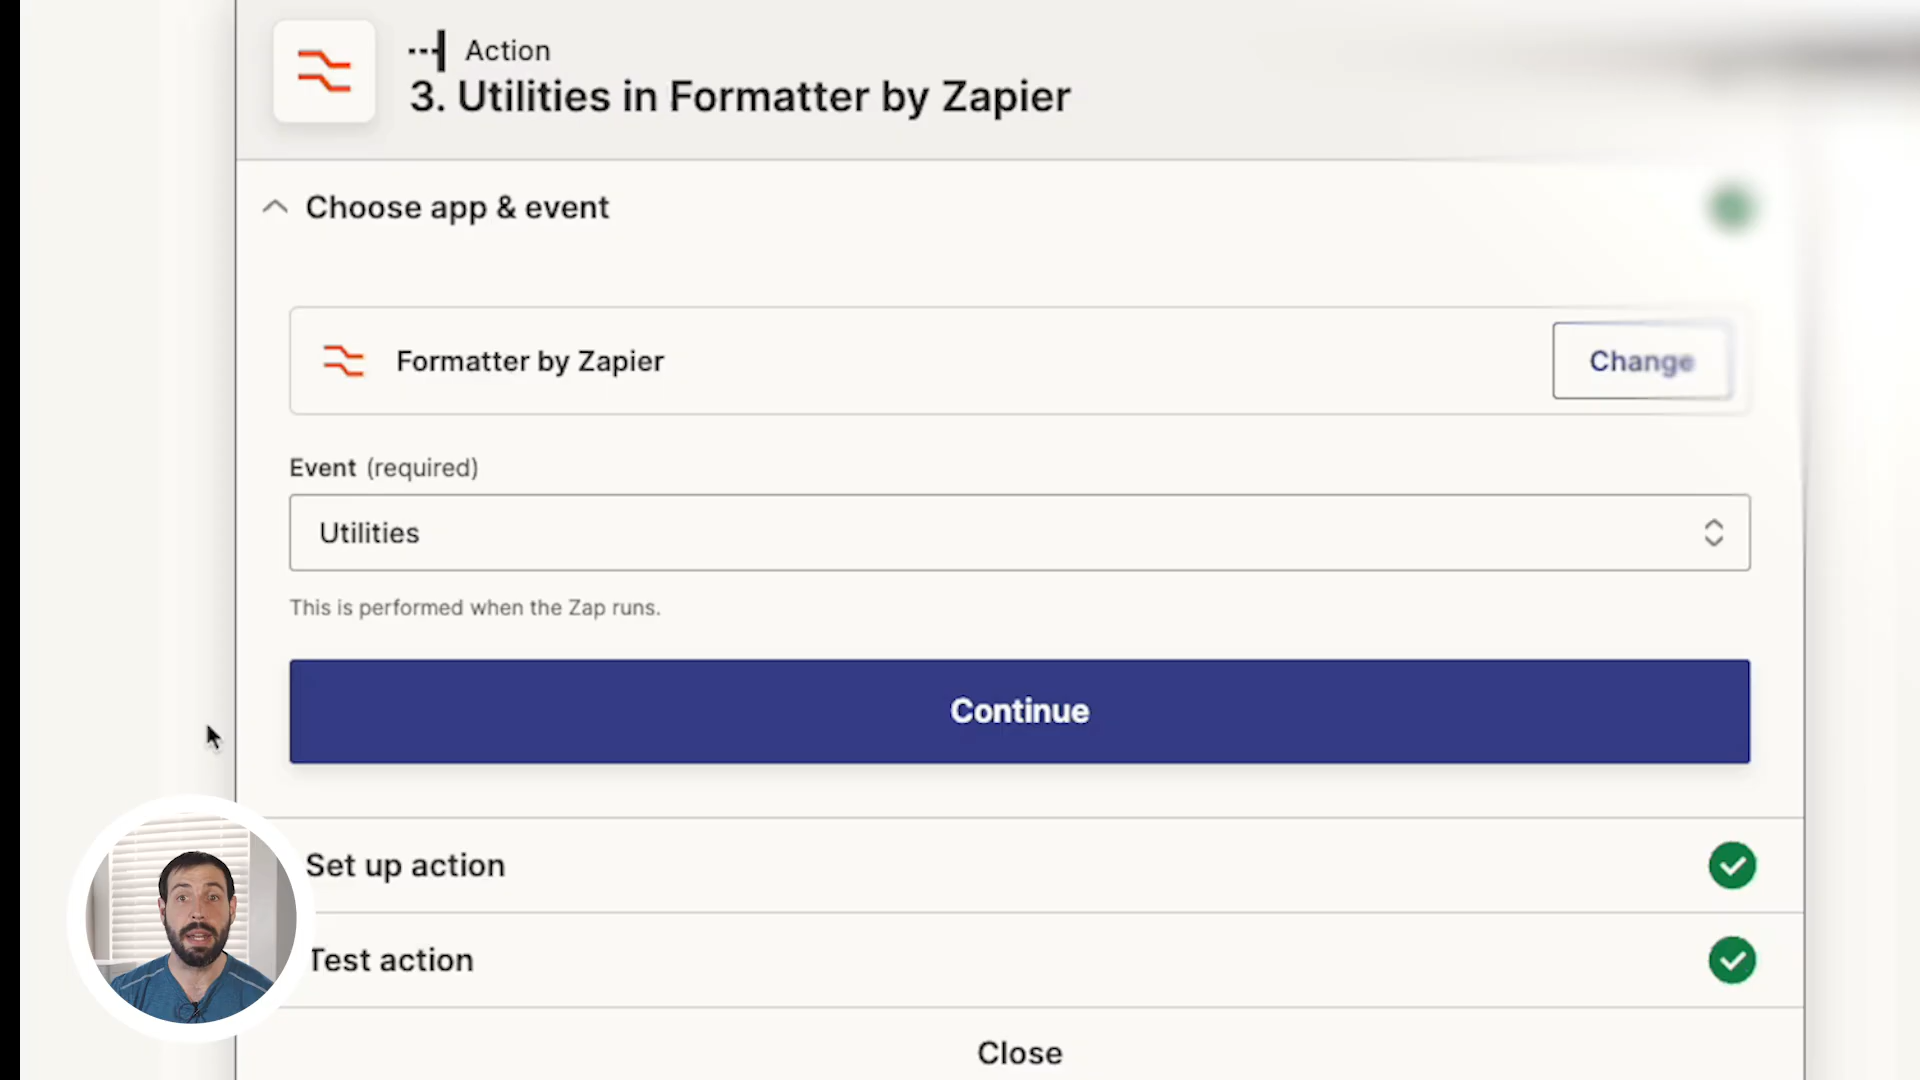 Action
3. Utilities in Formatter by Zapier
Choose app & event
Formatter by Zapier
Change
Event (required)
Utilities
This is performed when the Zap runs.
Continue
Set up action
Test action
Close